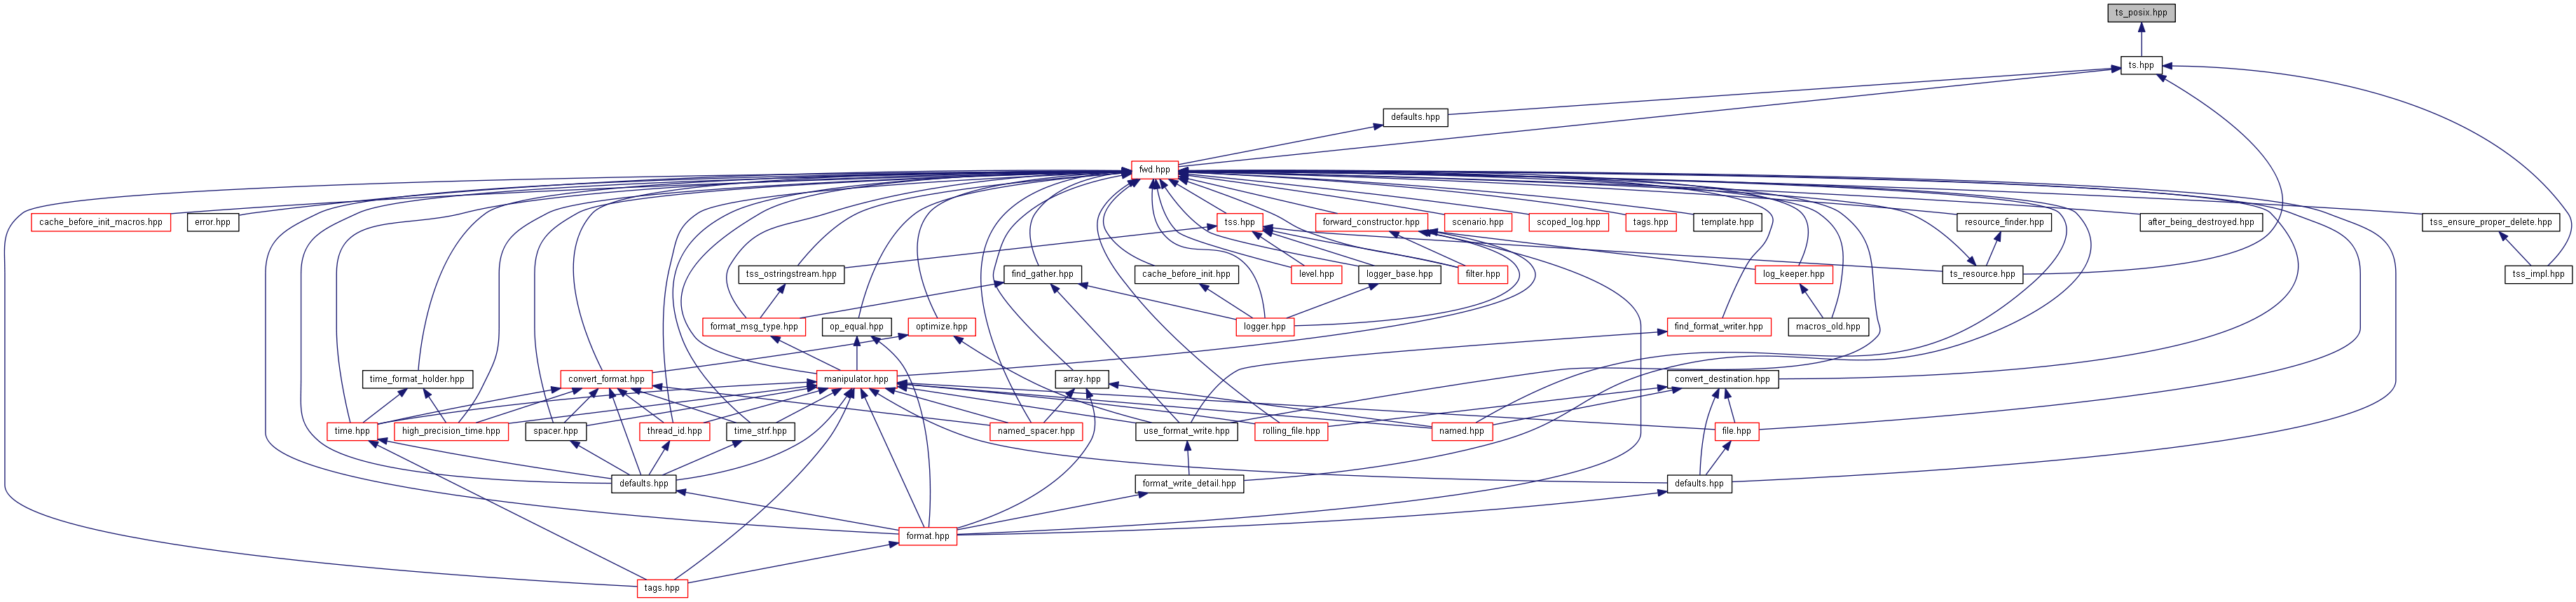 ts_posix.hpp
ts.hpp
defaults.hpp
fwd.hpp
cache_before_init_macros.hpp
error.hpp
tss.hpp
forward_constructor.hpp
scenario.hpp
scoped_log.hpp
tags.hpp
template.hpp
resource_finder.hpp
after_being_destroyed.hpp
tss_ensure_proper_delete.hpp
tss_ostringstream.hpp
find_gather.hpp
cache_before_init.hpp
level.hpp
logger_base.hpp
filter.hpp
log_keeper.hpp
ts_resource.hpp
tss_impl.hpp
format_msg_type.hpp
op_equal.hpp
optimize.hpp
logger.hpp
find_format_writer.hpp
macros_old.hpp
time_format_holder.hpp
convert_format.hpp
manipulator.hpp
array.hpp
convert_destination.hpp
time.hpp
high_precision_time.hpp
spacer.hpp
thread_id.hpp
time_strf.hpp
named_spacer.hpp
use_format_write.hpp
rolling_file.hpp
named.hpp
file.hpp
defaults.hpp
format_write_detail.hpp
defaults.hpp
format.hpp
tags.hpp